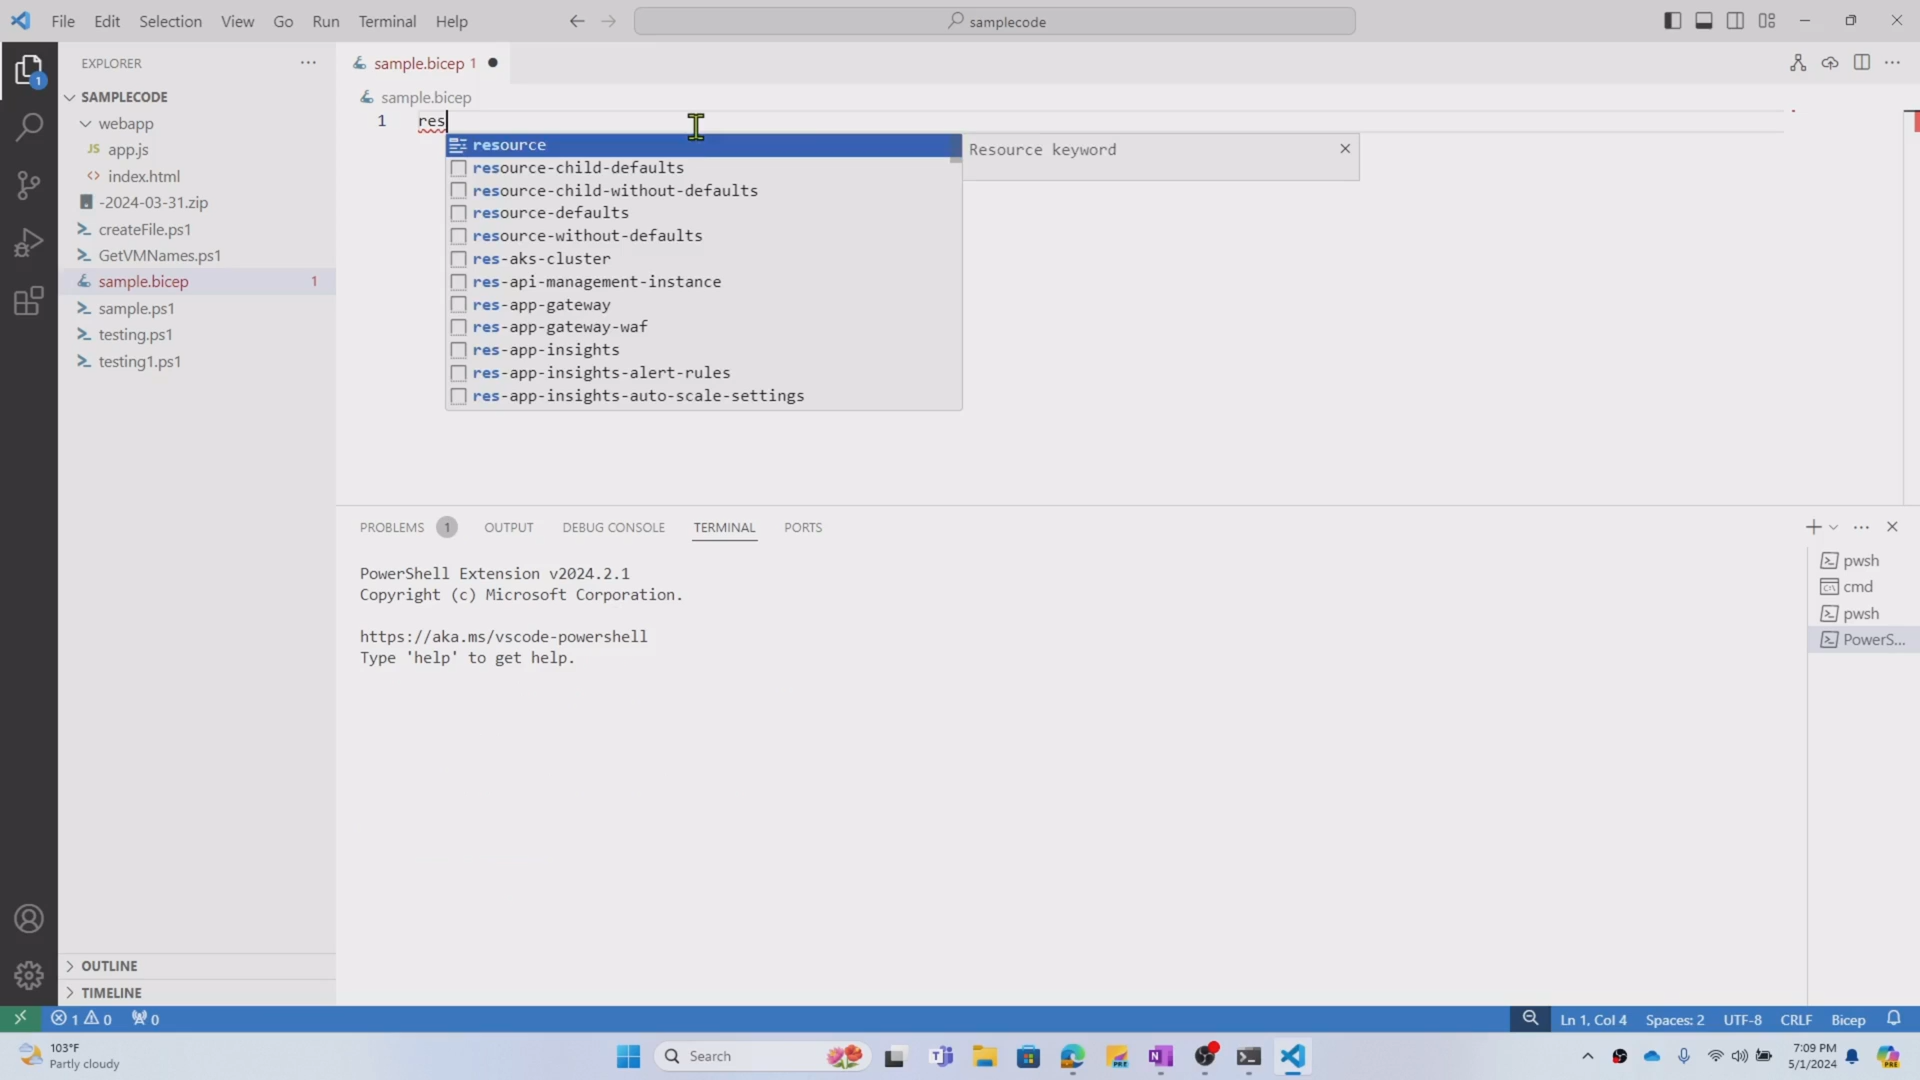 File Edit Selection View Go Run Terminal Help
samplecode
EXPLORER
SAMPLECODE
webapp
JS app.js
<> index.html
-2024-03-31.zip
createFile.ps1
GetVMNames.ps1
sample.bicep 1
sample.ps1
testing.ps1
testing1.ps1
OUTLINE
TIMELINE
1
sample.bicep 1
sample.bicep
1 res
resource
resource-child-defaults
resource-child-without-defaults
resource-defaults
resource-without-defaults
res-aks-cluster
res-api-management-instance
res-app-gateway
res-app-gateway-waf
res-app-insights
res-app-insights-alert-rules
res-app-insights-auto-scale-settings
Resource keyword
PROBLEMS 1 OUTPUT DEBUG CONSOLE TERMINAL PORTS
PowerShell Extension v2024.2.1
Copyright (c) Microsoft Corporation.
https://aka.ms/vscode-powershell
Type 'help' to get help.
pwsh
cmd
pwsh
PowerS...
1 0 0 Ln 1, Col 4 Spaces: 2 UTF-8 CRLF Bicep
103°F
Partly cloudy
Search
7:09 PM
5/1/2024